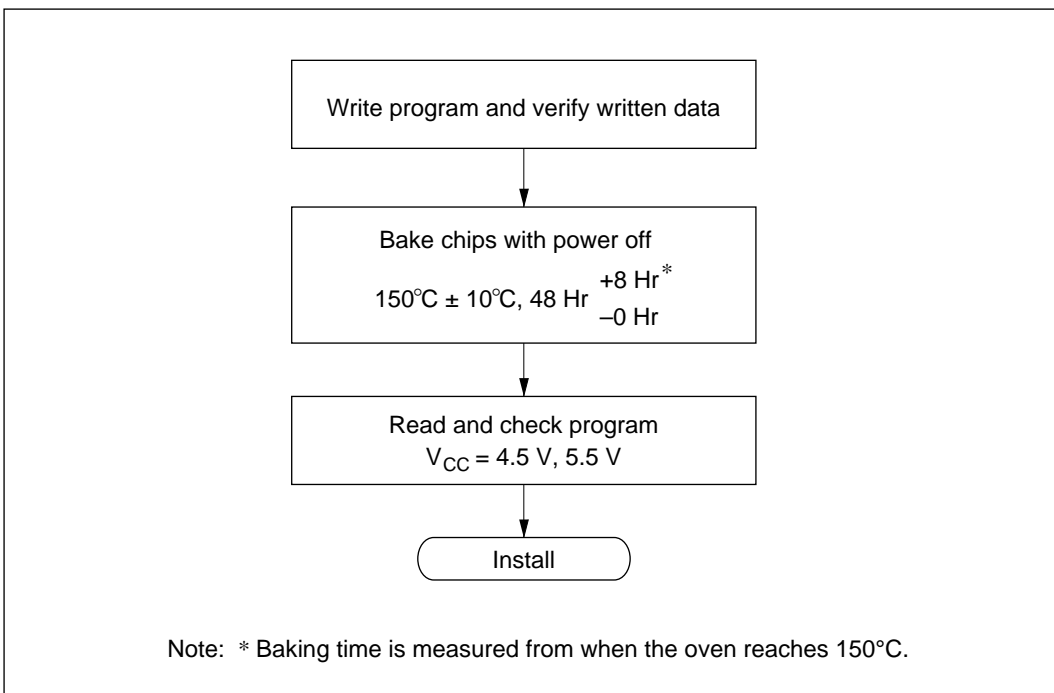 Write program and verify written data
Bake chips with power off
150°C ± 10°C, 48 Hr +8 Hr*
–0 Hr
Read and check program
VCC = 4.5 V, 5.5 V
Install
Note: * Baking time is measured from when the oven reaches 150°C.